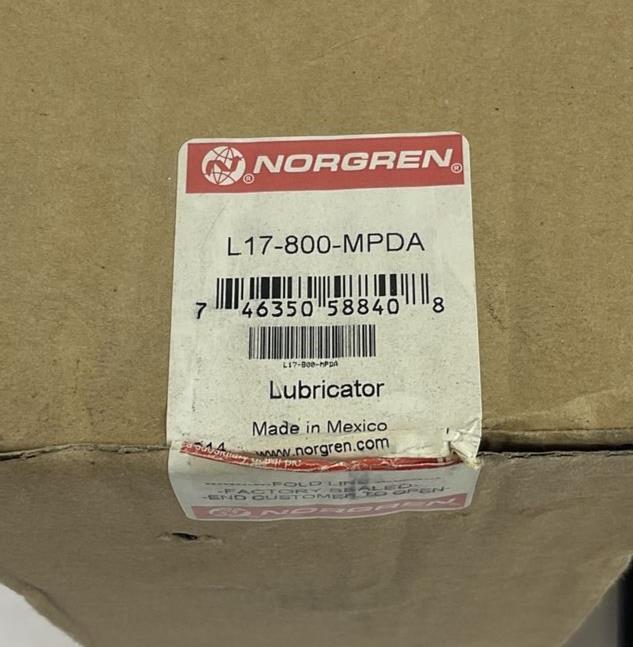 NORGREN®
L17-800-MPDA
7 46350 58840 8
L17-800-MPDA
Lubricator
Made in Mexico
www.norgren.com
FOLD LINE
-FACTORY SEALED-
-END CUSTOMER TO OPEN-
NORGREN